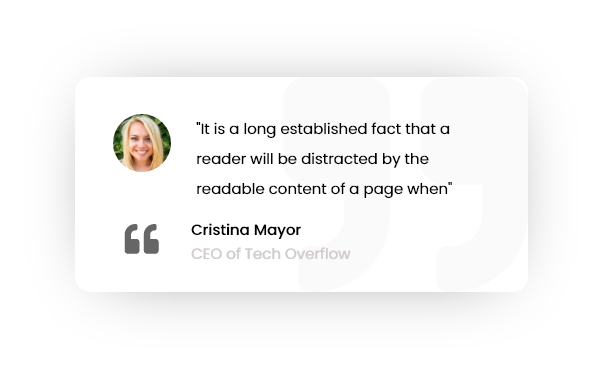 "It is a long established fact that a
reader will be distracted by the
readable content of a page when"
Cristina Mayor
CEO of Tech Overflow